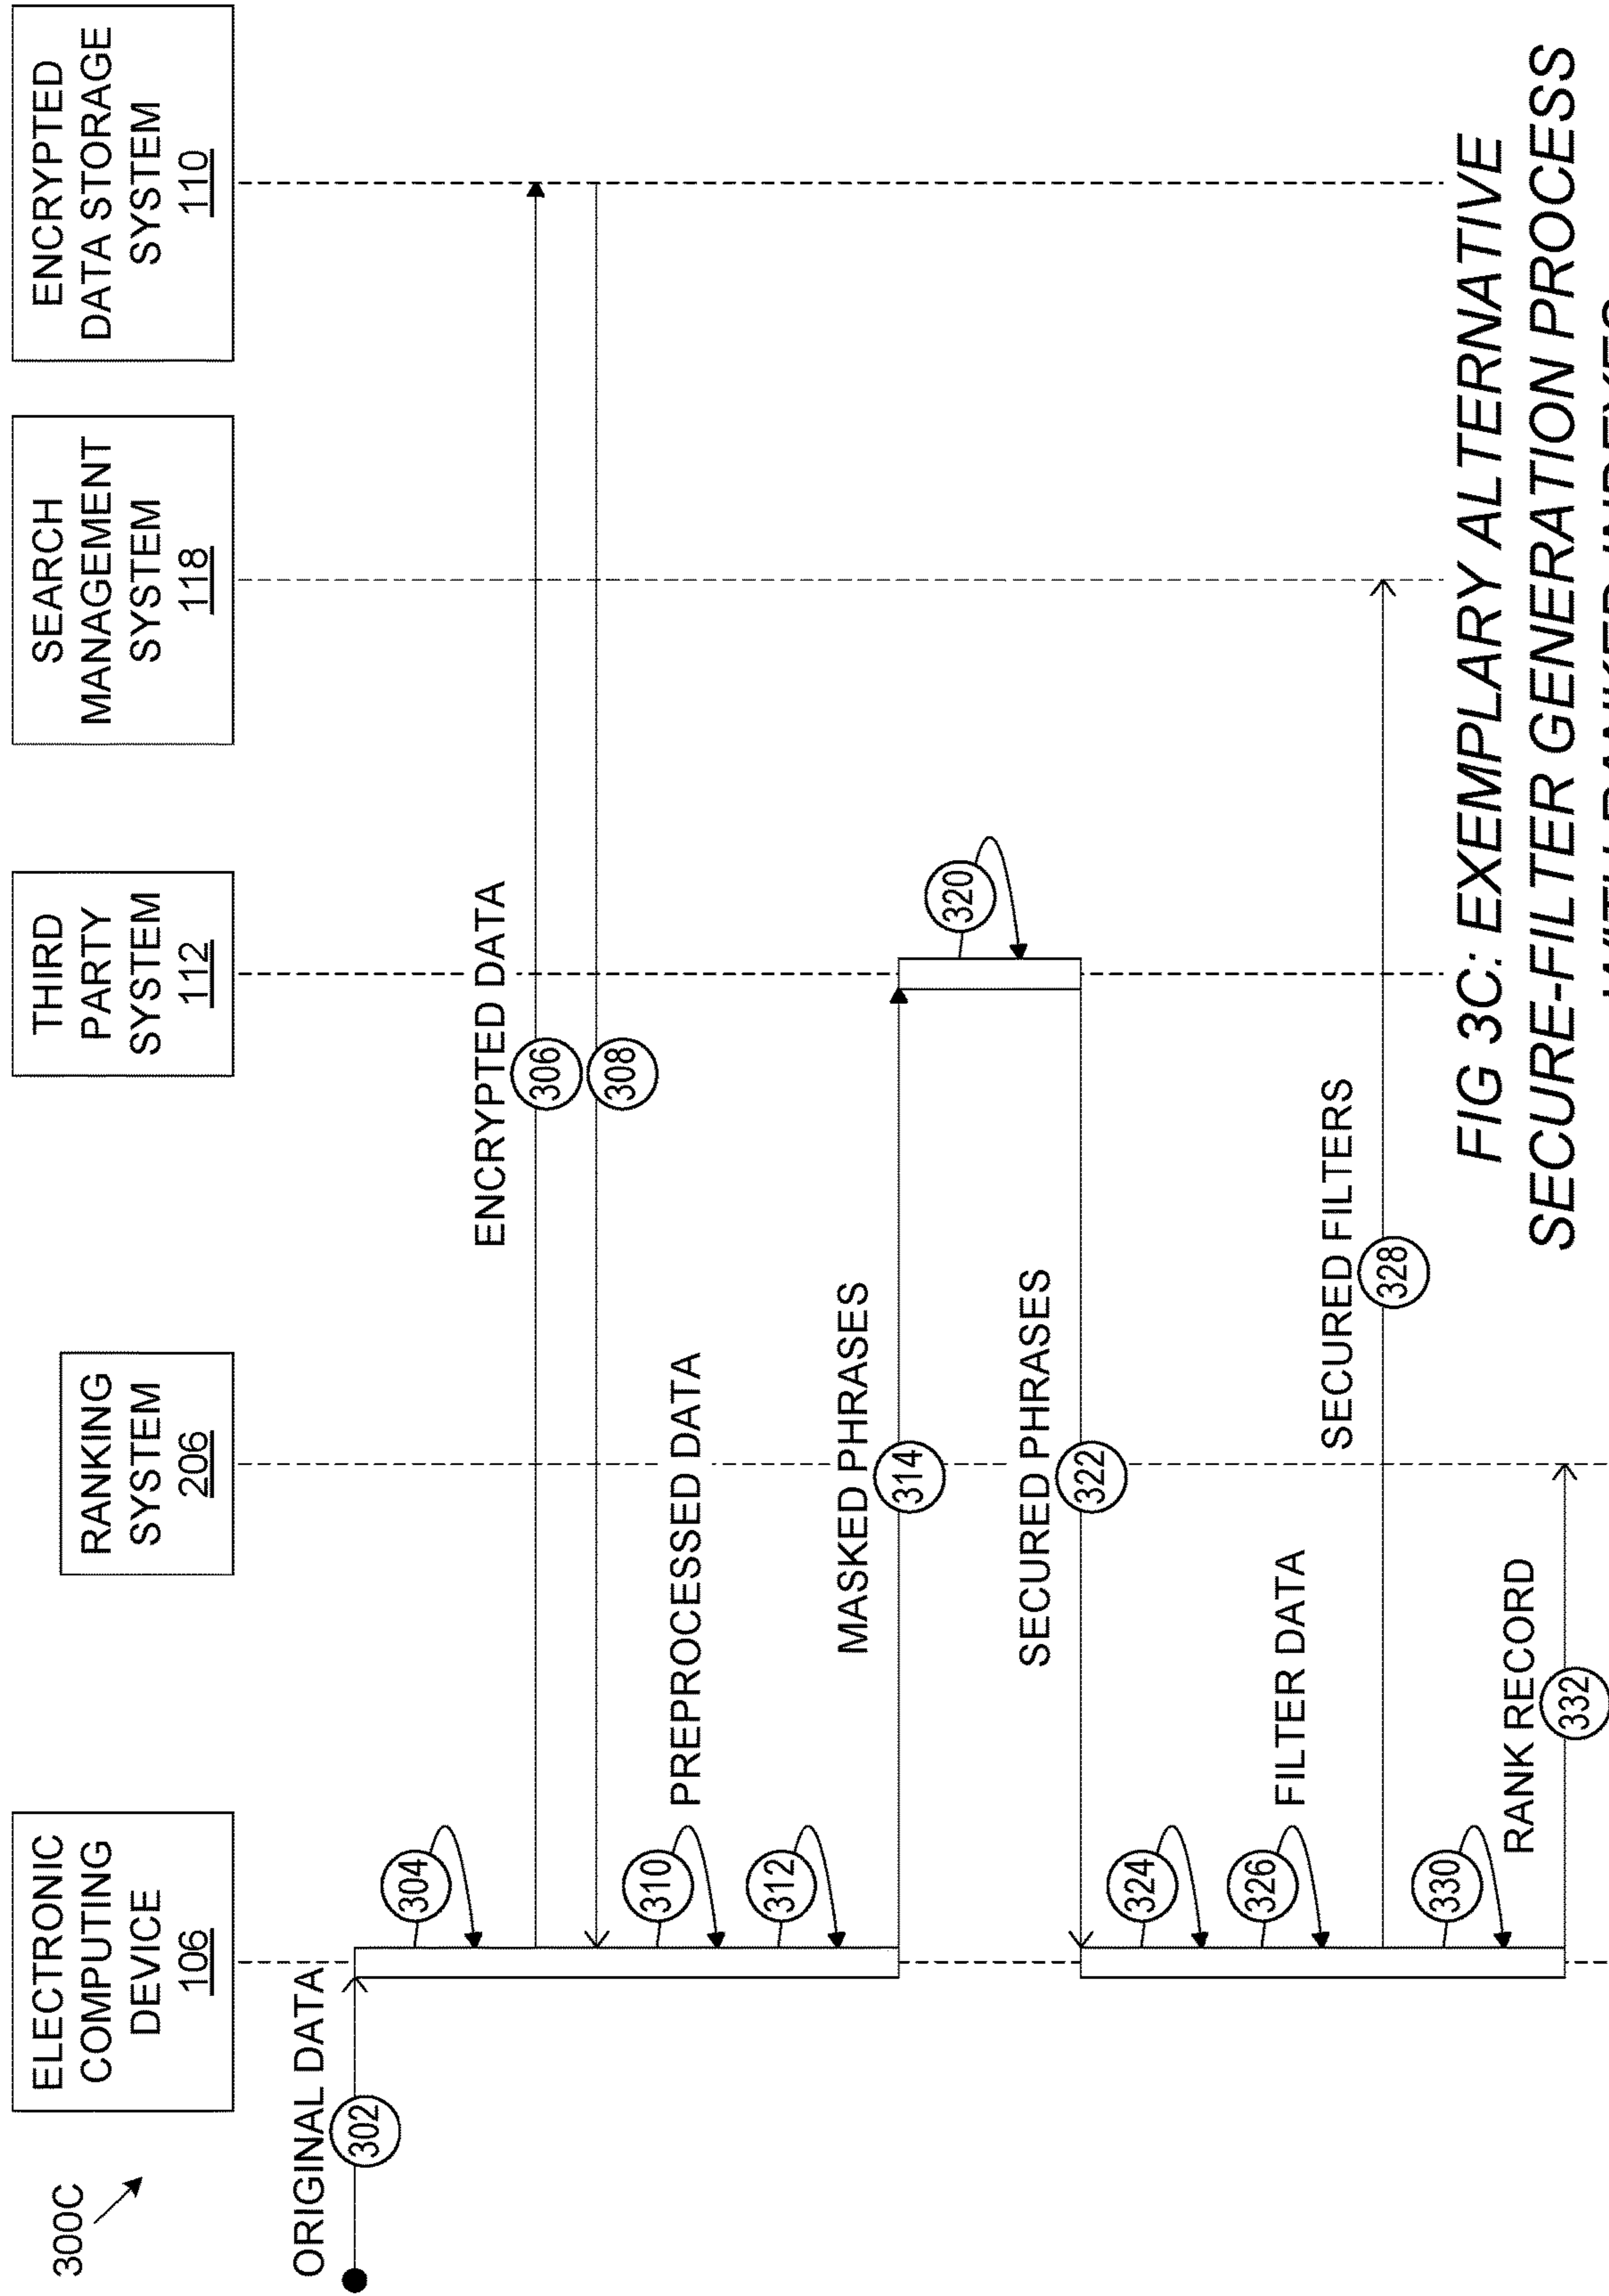 300C
ELECTRONIC
COMPUTING
DEVICE
106
RANKING
SYSTEM
206
THIRD
PARTY
SYSTEM
112
SEARCH
MANAGEMENT
SYSTEM
118
ENCRYPTED
DATA STORAGE
SYSTEM
110
ORIGINAL DATA
302
304
ENCRYPTED DATA
306
308
310
PREPROCESSED DATA
312
MASKED PHRASES
314
320
SECURED PHRASES
322
324
326
FILTER DATA
SECURED FILTERS
328
330
RANK RECORD
332
FIG 3C: EXEMPLARY ALTERNATIVE
SECURE-FILTER GENERATION PROCESS